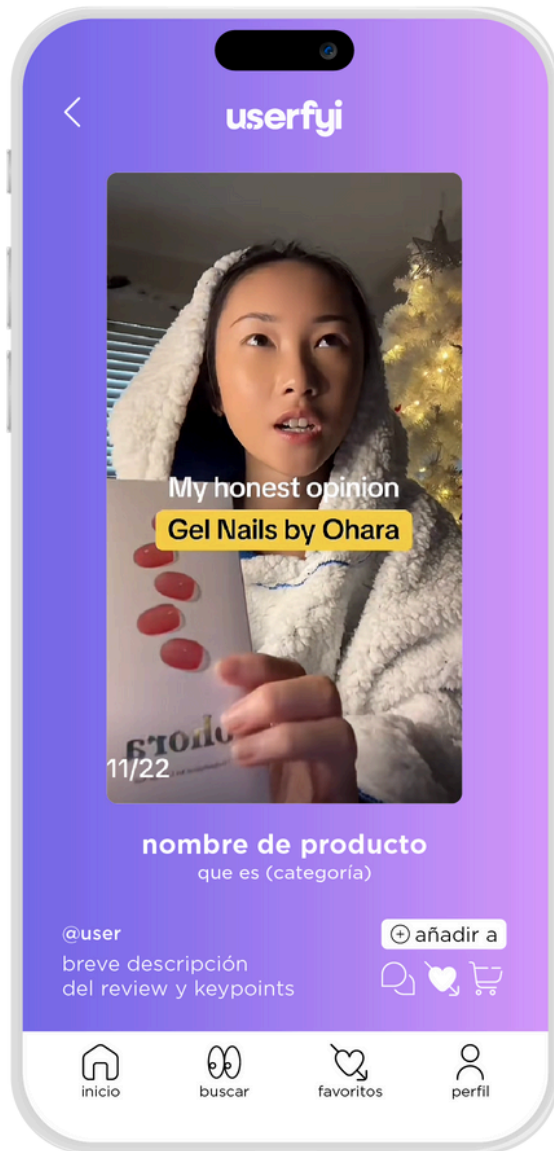 userfyi
My honest opinion
Gel Nails by Ohara
ohora
11/22
nombre de producto
que es (categoría)
@user
añadir a
breve descripción
del review y keypoints
inicio
buscar
favoritos
perfil